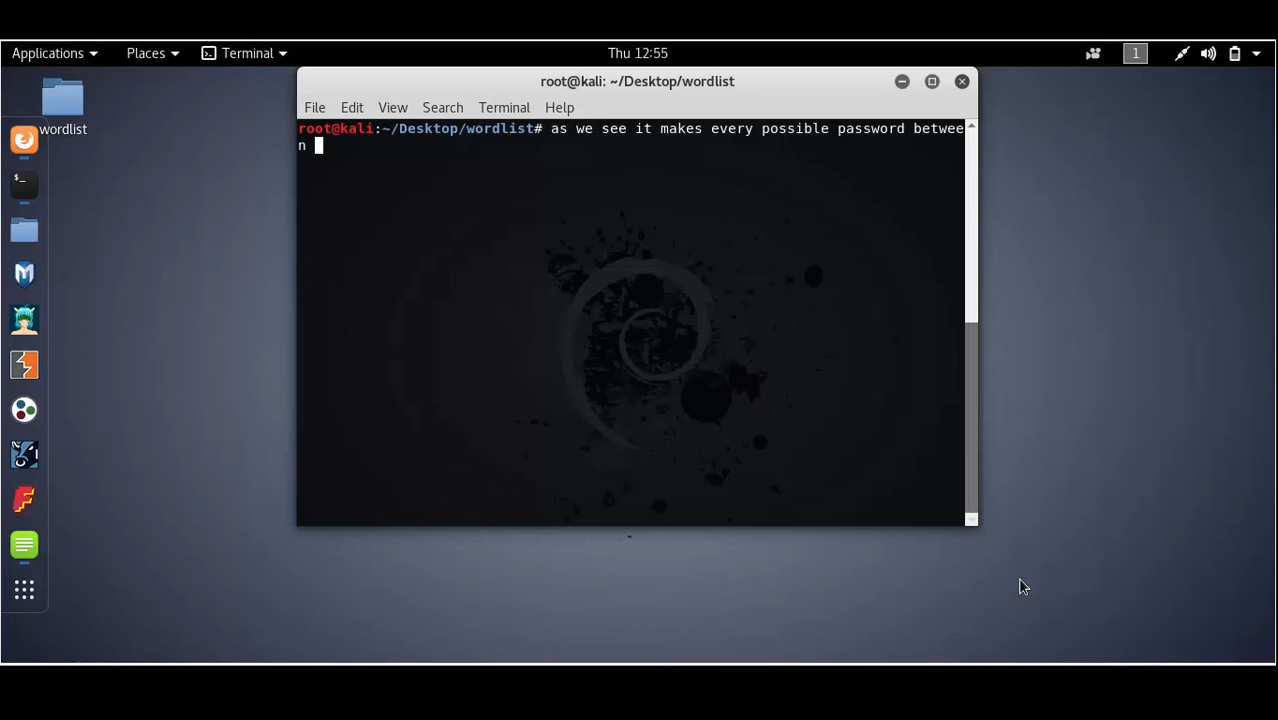 Applications
Places
Terminal
Thu 12:55
1
wordlist
root@kali: ~/Desktop/wordlist
File Edit View Search Terminal Help
root@kali:~/Desktop/wordlist# as we see it makes every possible password betwee
n
$_